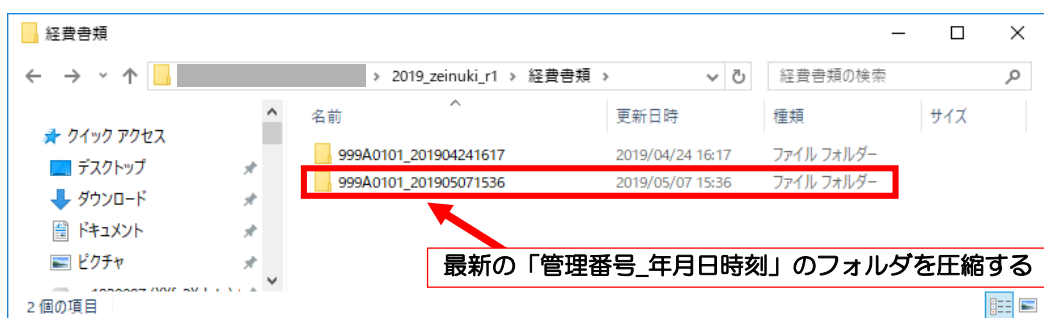 経費書類
2019_zeinuki_r1 > 経費書類 >
経費書類の検索
名前 更新日時 種類 サイズ
クイック アクセス
デスクトップ
ダウンロード
ドキュメント
ピクチャ
999A0101_201904241617 2019/04/24 16:17 ファイル フォルダー
999A0101_201905071536 2019/05/07 15:36 ファイル フォルダー
最新の「管理番号_年月日時刻」のフォルダを圧縮する
2 個の項目